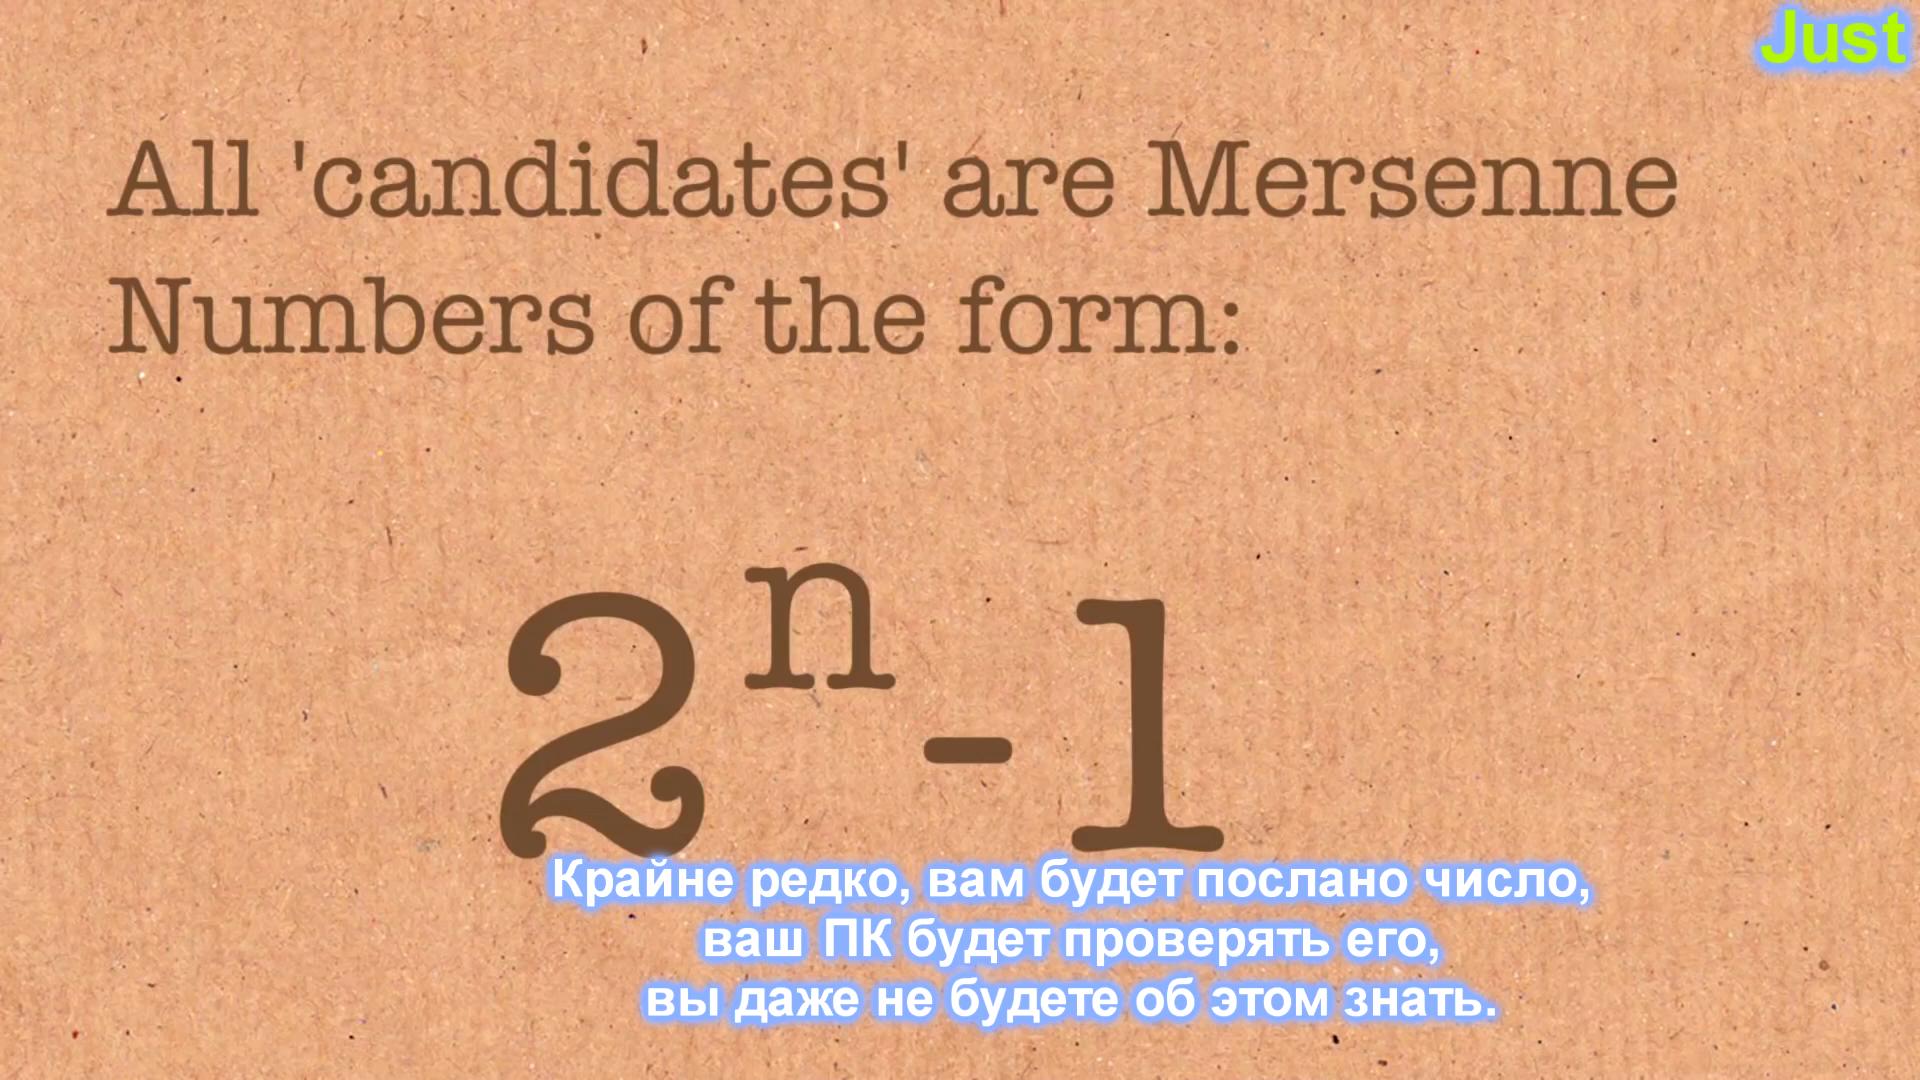 Just
All 'candidates' are Mersenne
Numbers of the form:
2ⁿ-1
Крайне редко, вам будет послано число,
ваш ПК будет проверять его,
вы даже не будете об этом знать.